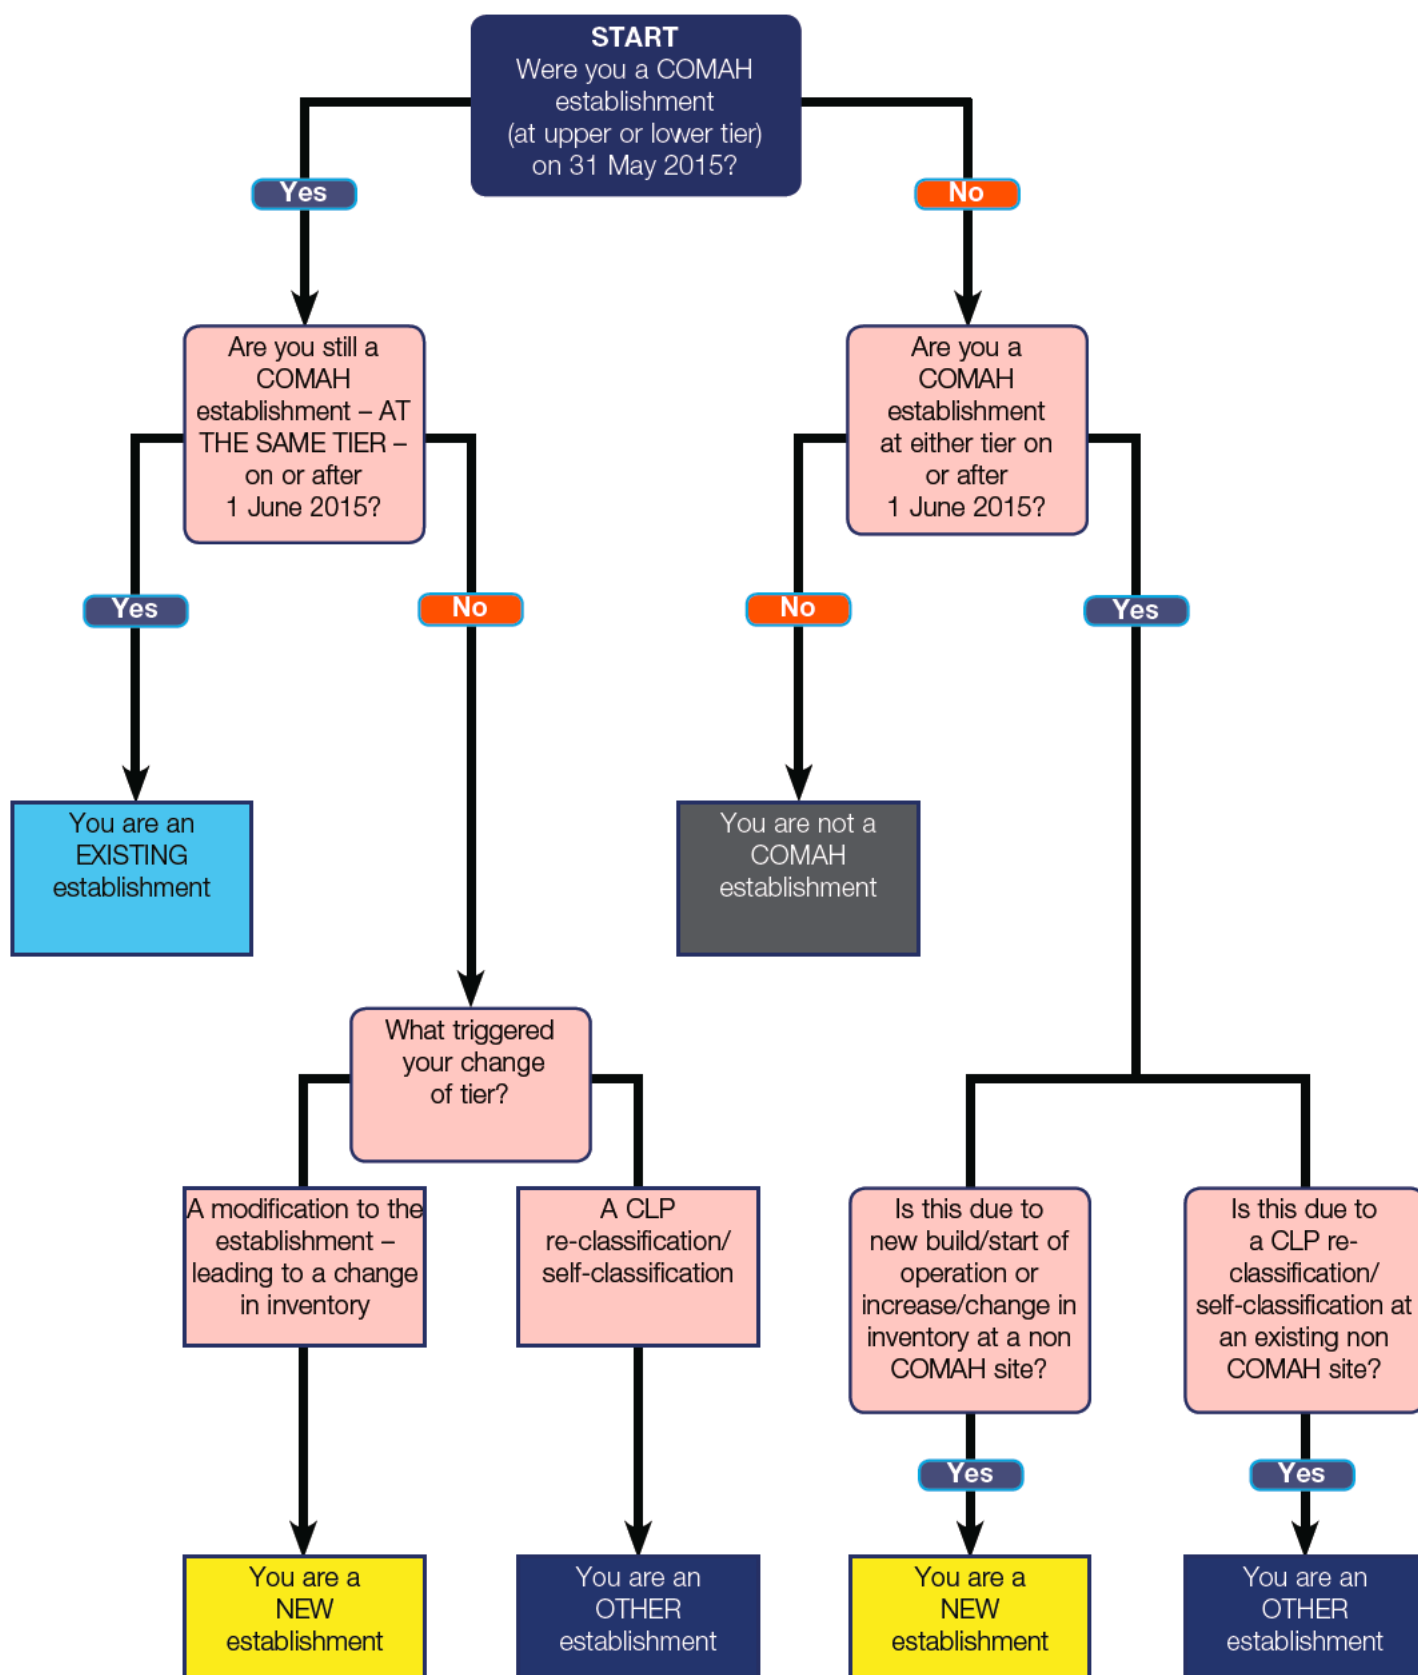 START
Were you a COMAH
establishment
(at upper or lower tier)
on 31 May 2015?
Yes
No
Are you still a
COMAH
establishment – AT
THE SAME TIER –
on or after
1 June 2015?
Are you a
COMAH
establishment
at either tier on
or after
1 June 2015?
Yes
No
No
Yes
You are an
EXISTING
establishment
You are not a
COMAH
establishment
What triggered
your change
of tier?
A modification to the
establishment –
leading to a change
in inventory
A CLP
re-classification/
self-classification
Is this due to
new build/start of
operation or
increase/change in
inventory at a non
COMAH site?
Is this due to
a CLP re-
classification/
self-classification at
an existing non
COMAH site?
Yes
Yes
You are a
NEW
establishment
You are an
OTHER
establishment
You are a
NEW
establishment
You are an
OTHER
establishment